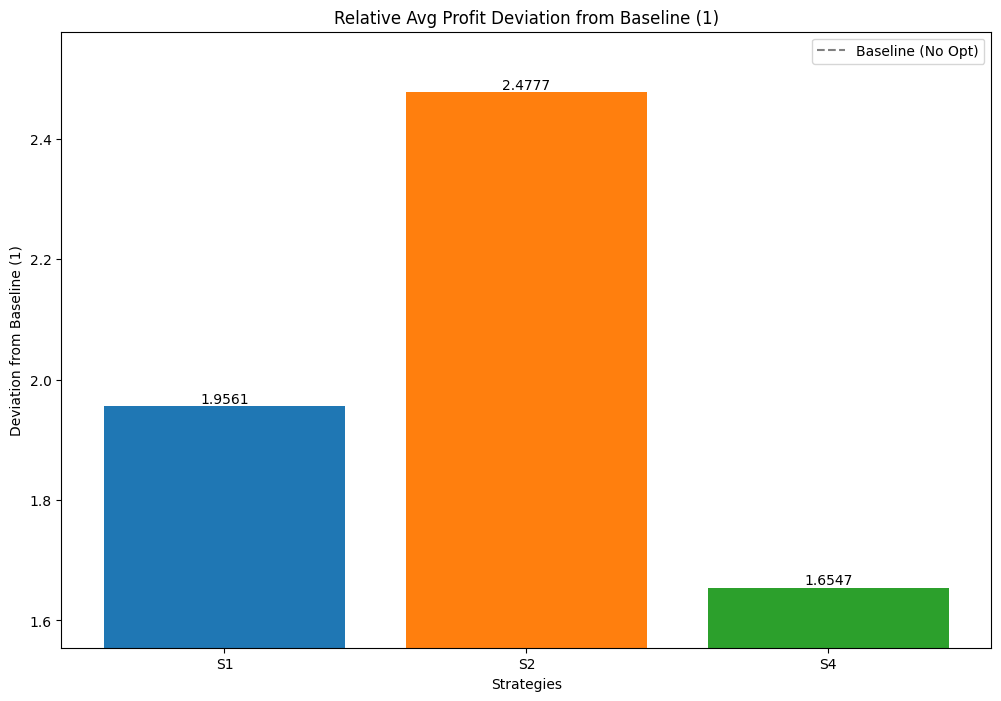 Relative Avg Profit Deviation from Baseline (1)
Baseline (No Opt)
2.4777
1.9561
1.6547
2.4
2.2
2.0
1.8
1.6
Deviation from Baseline (1)
S1
S2
S4
Strategies